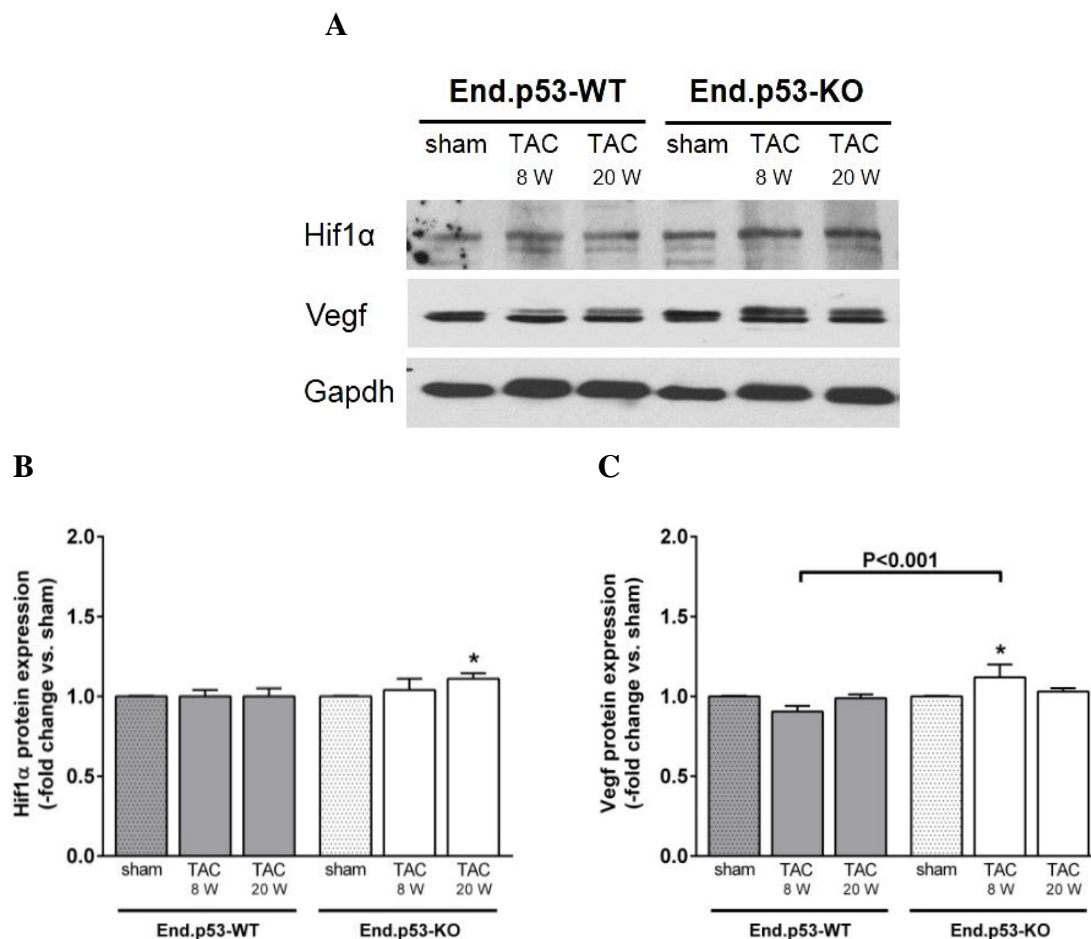 A
End.p53-WT End.p53-KO
sham TAC TAC sham TAC TAC
8 W 20 W 8 W 20 W
Hif1α
Vegf
Gapdh
B
Hif1α protein expression
(-fold change vs. sham)
2.0
1.5
1.0
0.5
0.0
*
sham TAC TAC sham TAC TAC
8 W 20 W 8 W 20 W
End.p53-WT End.p53-KO
C
Vegf protein expression
(-fold change vs. sham)
2.0
1.5
1.0
0.5
0.0
P<0.001
*
sham TAC TAC sham TAC TAC
8 W 20 W 8 W 20 W
End.p53-WT End.p53-KO